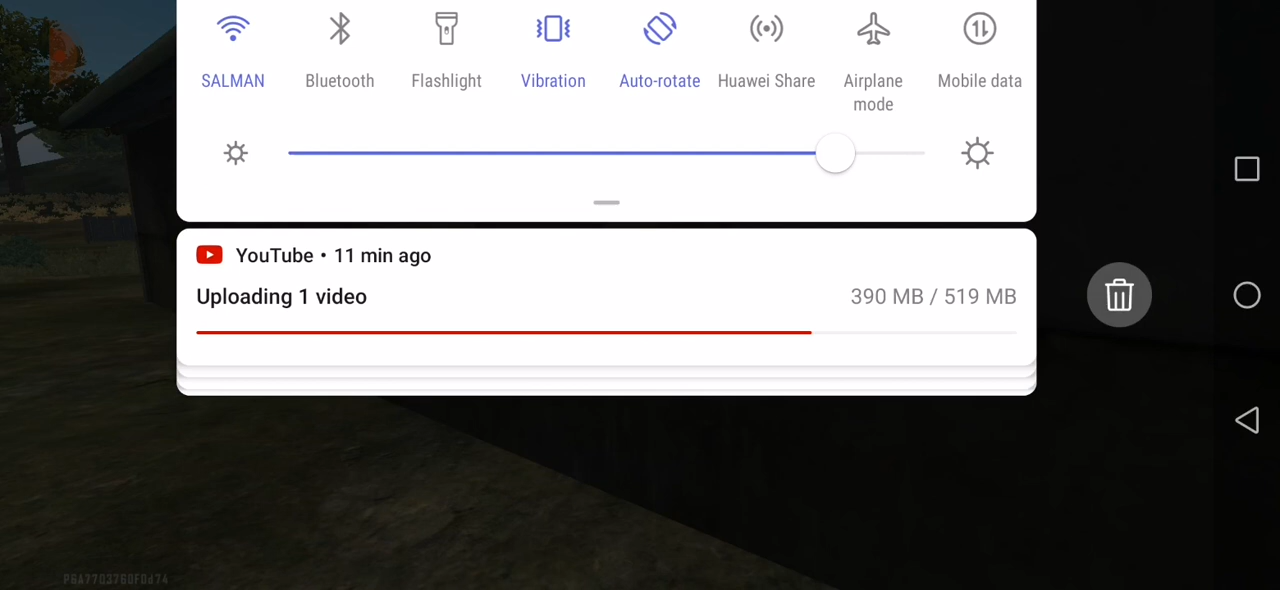 SALMAN
Bluetooth
Flashlight
Vibration
Auto-rotate
Huawei Share
Airplane mode
Mobile data
YouTube • 11 min ago
Uploading 1 video
390 MB / 519 MB